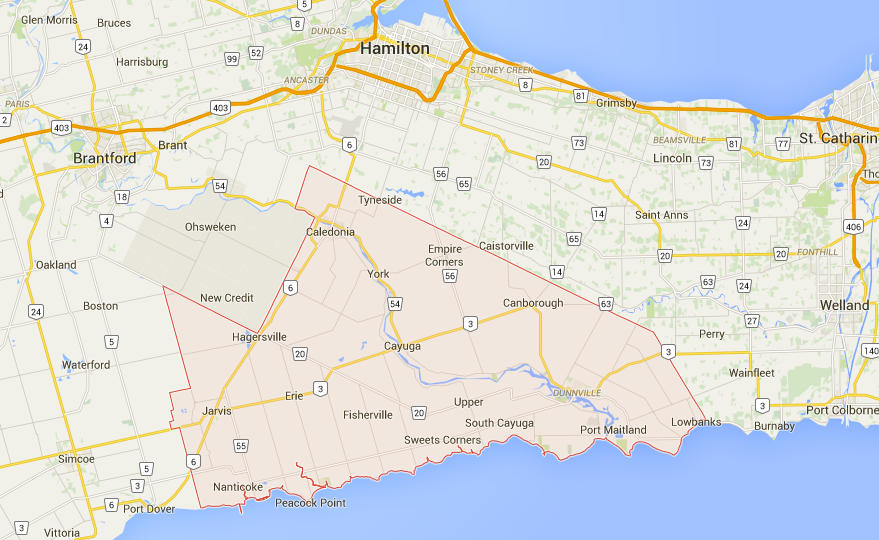 Glen Morris
Bruces
5
8
DUNDAS
Hamilton
24
52
99
Harrisburg
STONEY CREEK
ANCASTER
8
81
Grimsby
PARIS
403
2
403
Brant
6
Brantford
73
BEAMSVILLE
81
77
St. Catharin
20
Lincoln
73
56
65
Tho
54
18
Tyneside
4
14
Saint Anns
24
406
Ohsweken
Caledonia
65
Caistorville
Empire
Corners
20
20
FONTHILL
Oakland
York
56
14
63
24
6
New Credit
54
Canborough
63
Boston
24
Welland
3
27
5
Hagersville
Perry
Cayuga
20
3
140
Waterford
Wainfleet
3
Erie
DUNNVILLE
Jarvis
Fisherville
20
Upper
3
Port Colborne
South Cayuga
Port Maitland
Lowbanks
Burnaby
55
Sweets Corners
Simcoe
6
5
3
Nanticoke
6
Port Dover
Peacock Point
3
Vittoria